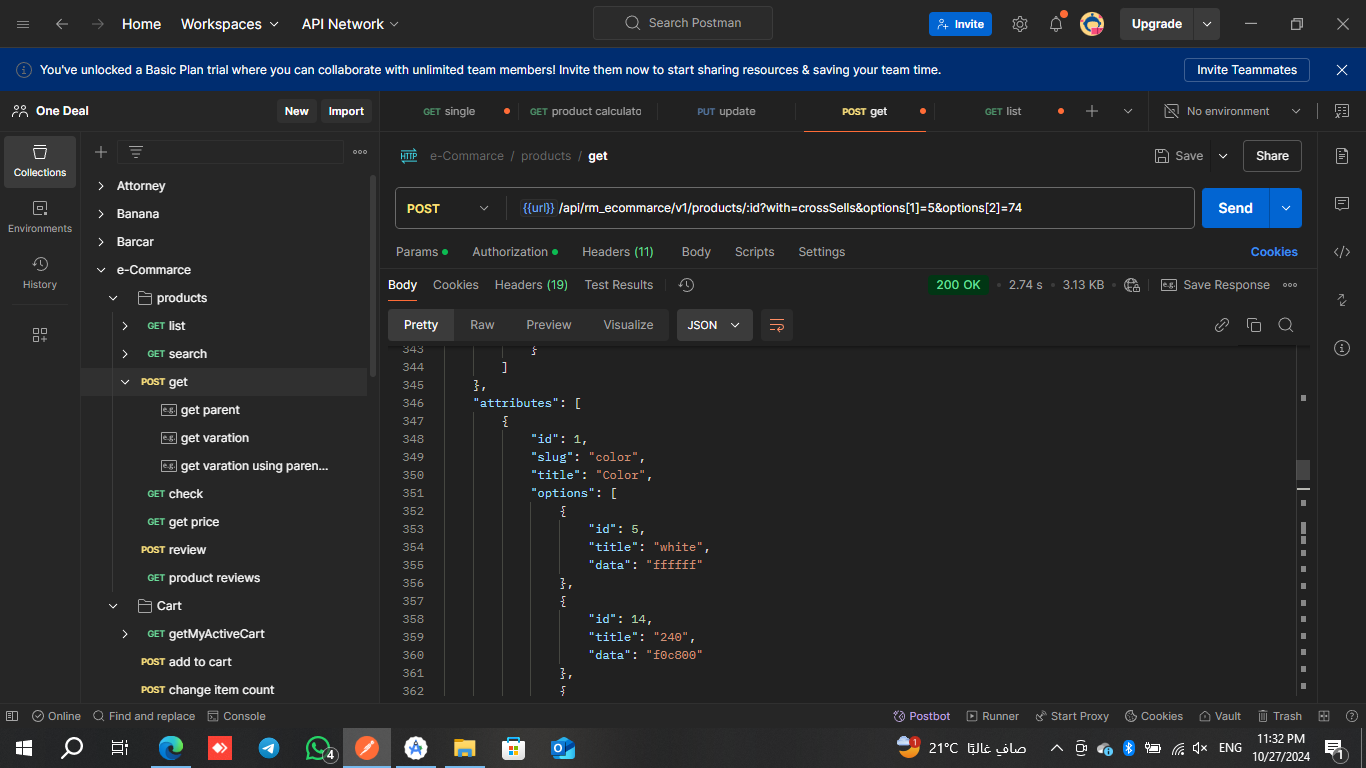 Home Workspaces API Network Search Postman Invite Upgrade
You've unlocked a Basic Plan trial where you can collaborate with unlimited team members! Invite them now to start sharing resources & saving your team time. Invite Teammates
One Deal New Import GET single GET product calculato PUT update POST get GET list No environment
Collections
Environments
History
Attorney
Banana
Barcar
e-Commarce
products
GET list
GET search
POST get
e.g. get parent
e.g. get varation
e.g. get varation using paren...
GET check
GET get price
POST review
GET product reviews
Cart
GET getMyActiveCart
POST add to cart
POST change item count
HTTP e-Commarce / products / get Save Share
POST {{url}} /api/rm_ecommarce/v1/products/:id?with=crossSells&options[1]=5&options[2]=74 Send
Params Authorization Headers (11) Body Scripts Settings Cookies
Body Cookies Headers (19) Test Results 200 OK 2.74 s 3.13 KB e.g. Save Response
Pretty Raw Preview Visualize JSON
343 }
344 ]
345 },
346 "attributes": [
347 {
348 "id": 1,
349 "slug": "color",
350 "title": "Color",
351 "options": [
352 {
353 "id": 5,
354 "title": "white",
355 "data": "ffffff"
356 },
357 {
358 "id": 14,
359 "title": "240",
360 "data": "f0c800"
361 },
362 {
Online Find and replace Console Postbot Runner Start Proxy Cookies Vault Trash
4 1 21°C صافٍ غالبًا ENG 11:32 PM
10/27/2024 1